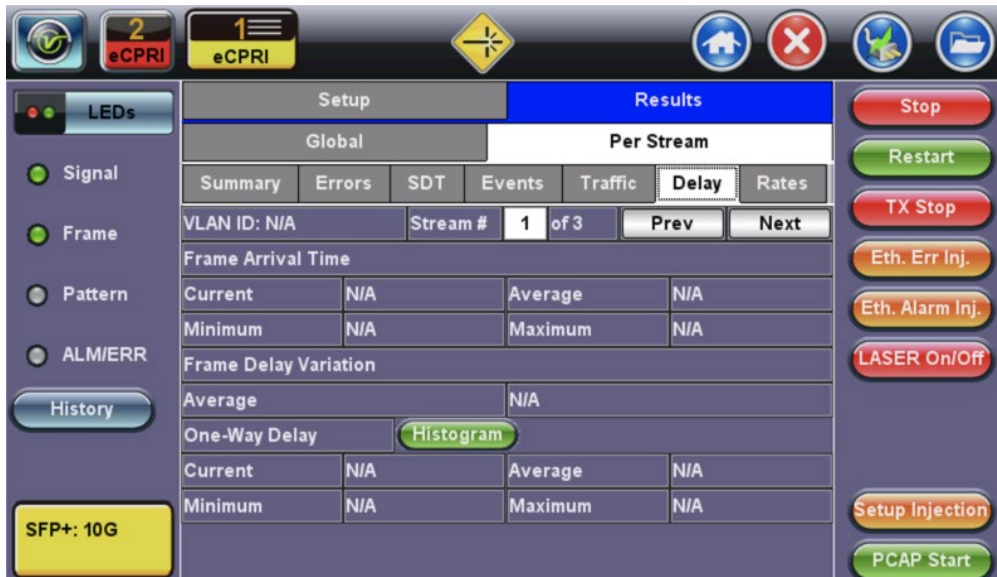 2 eCPRI
1 eCPRI
LEDs
Signal
Frame
Pattern
ALM/ERR
History
SFP+: 10G
Setup Results
Global Per Stream
Summary Errors SDT Events Traffic Delay Rates
VLAN ID: N/A Stream # 1 of 3 Prev Next
Frame Arrival Time
Current N/A Average N/A
Minimum N/A Maximum N/A
Frame Delay Variation
Average N/A
One-Way Delay Histogram
Current N/A Average N/A
Minimum N/A Maximum N/A
Stop
Restart
TX Stop
Eth. Err Inj.
Eth. Alarm Inj.
LASER On/Off
Setup Injection
PCAP Start